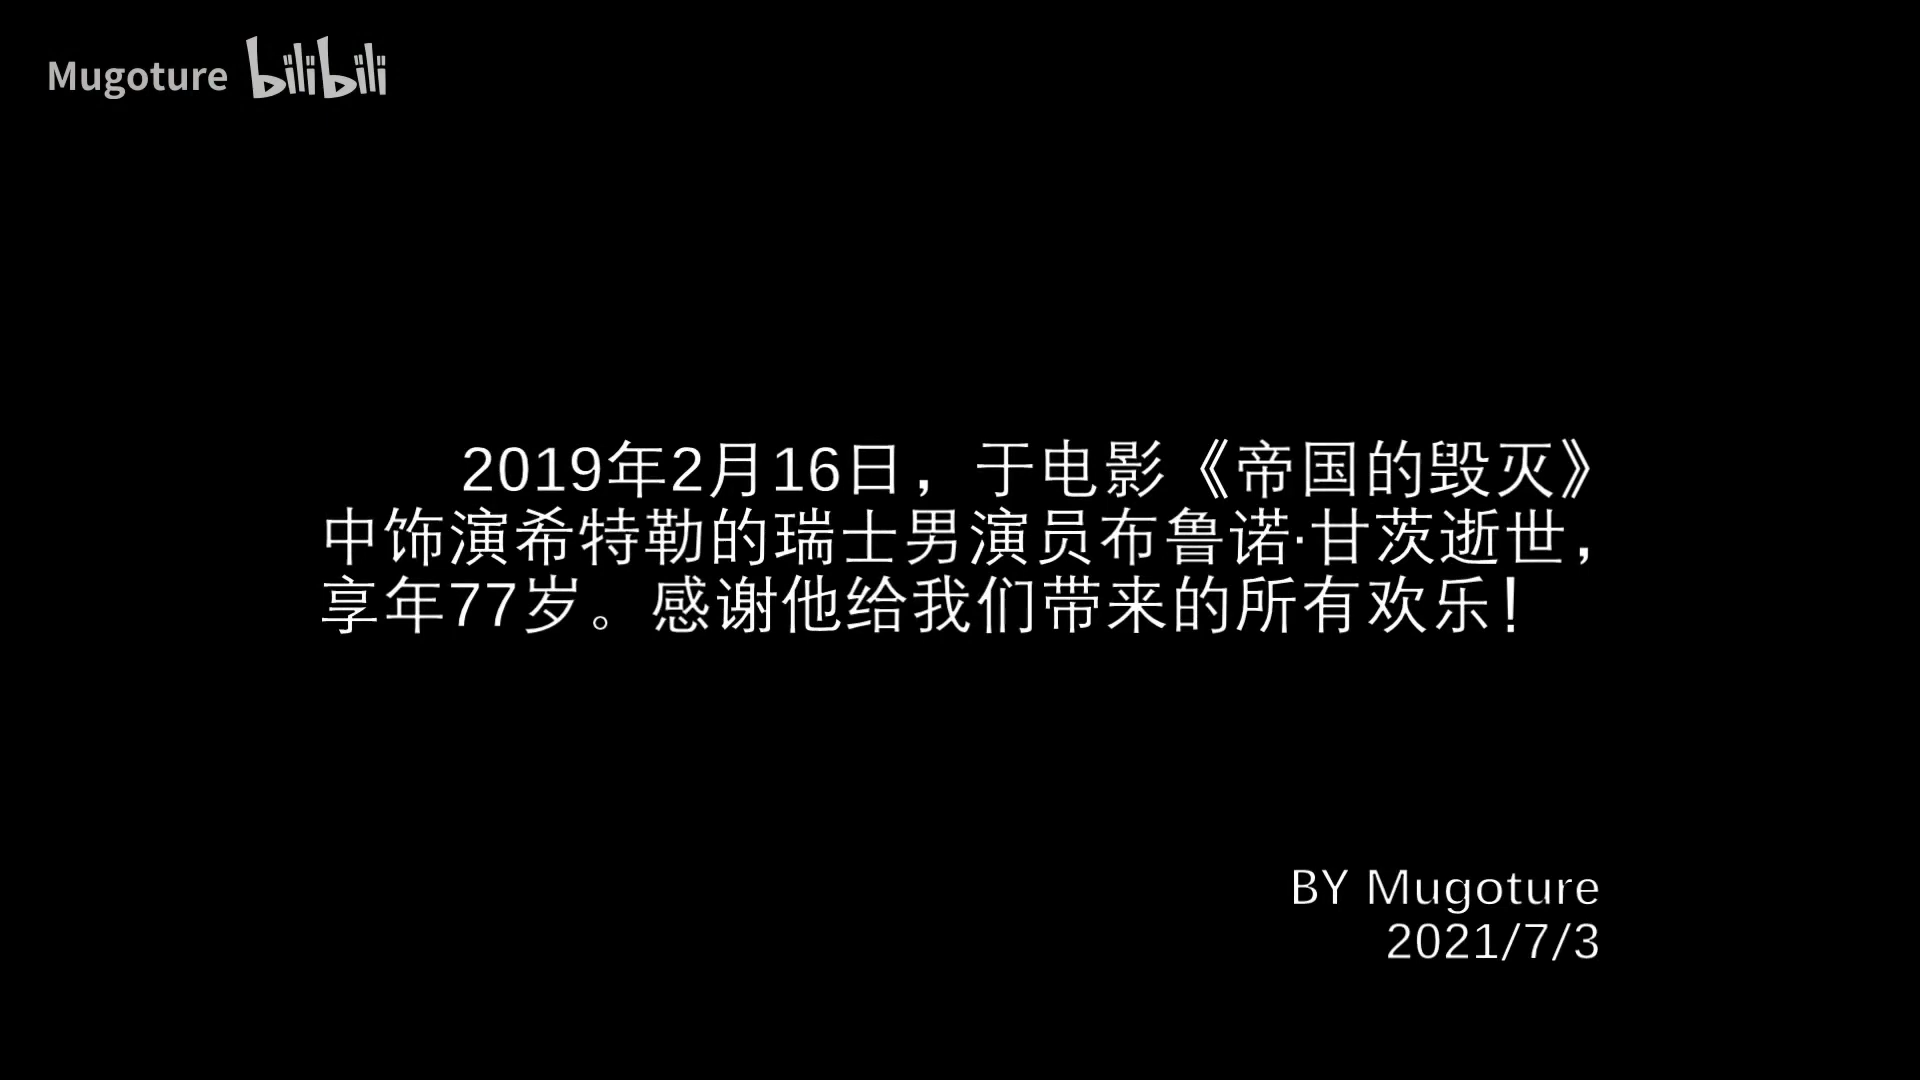 Mugoture bilibili
2019年2月16日，于电影《帝国的毁灭》
中饰演希特勒的瑞士男演员布鲁诺·甘茨逝世，
享年77岁。感谢他给我们带来的所有欢乐！
BY Mugoture
2021/7/3